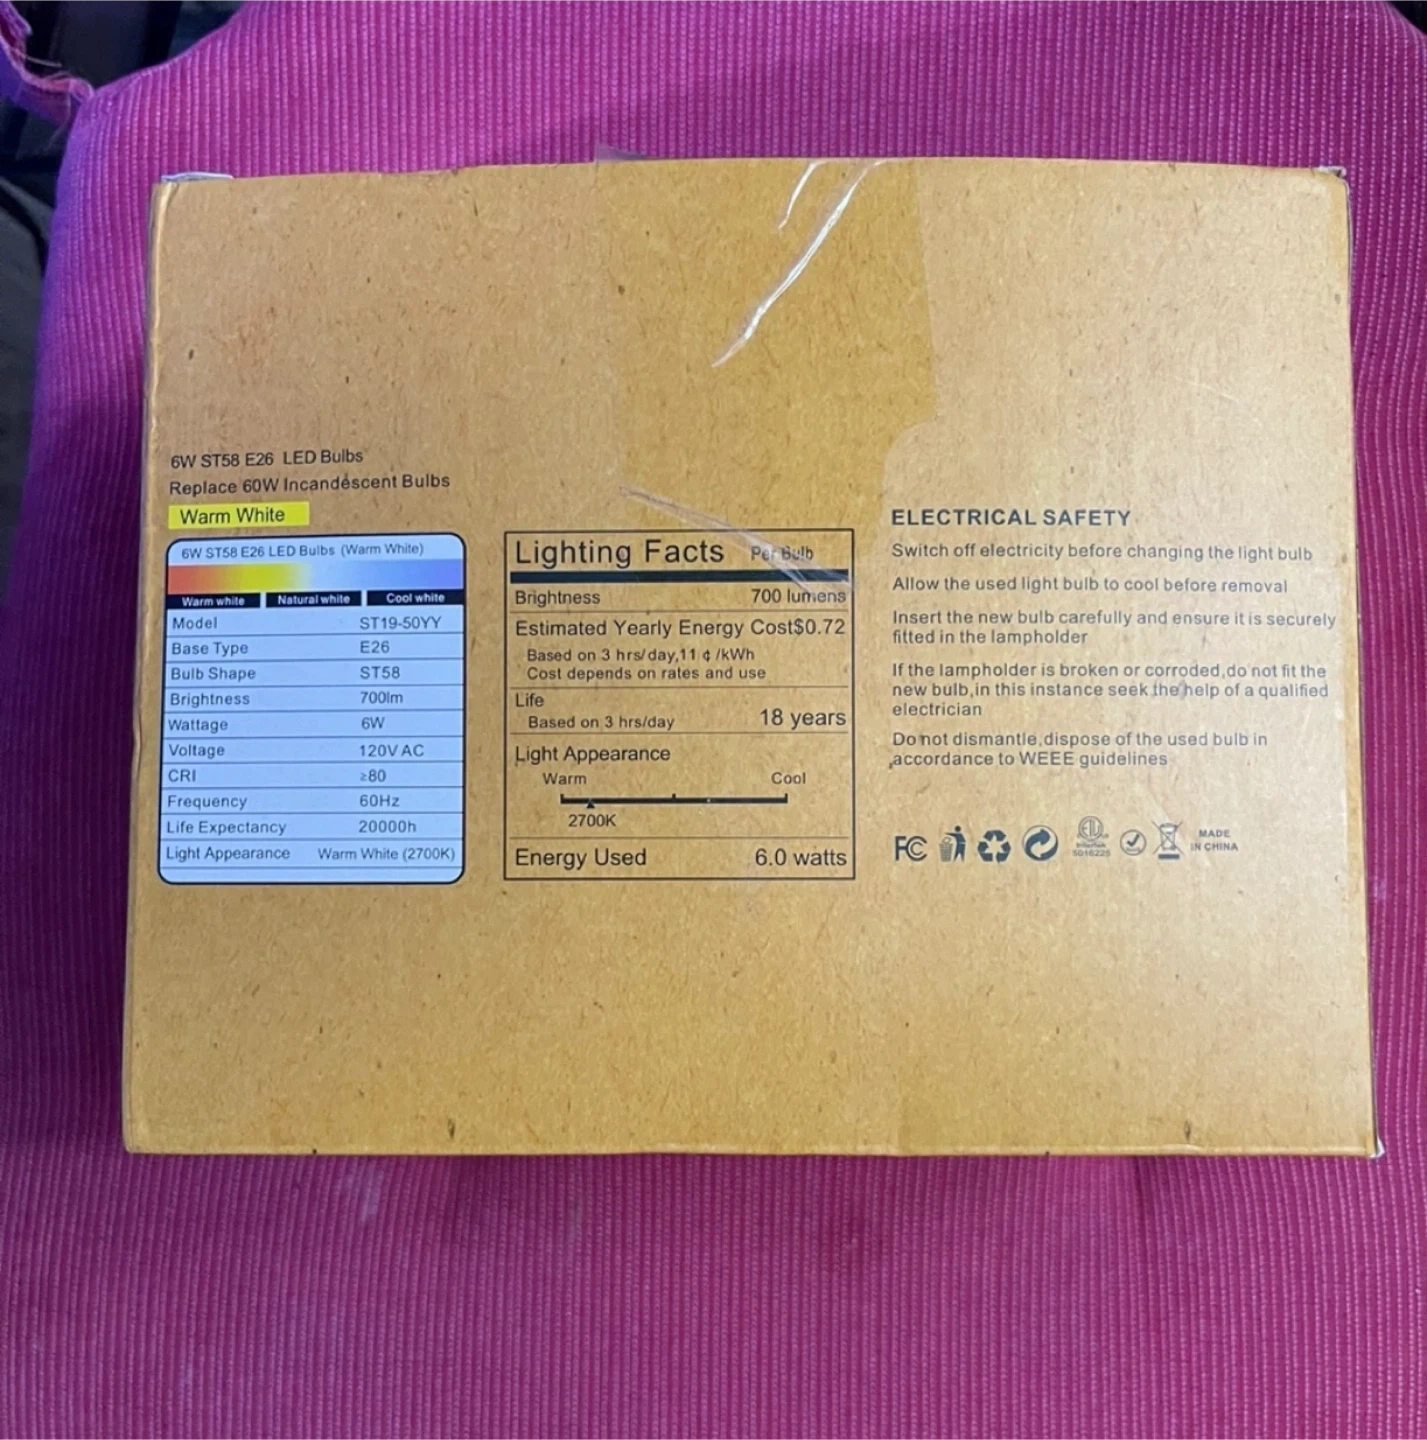 6W ST58 E26 LED Bulbs
Replace 60W Incandescent Bulbs
Warm White
6W ST58 E26 LED Bulbs (Warm White)
Warm white Natural white Cool white
Model ST19-50YY
Base Type E26
Bulb Shape ST58
Brightness 700lm
Wattage 6W
Voltage 120V AC
CRI ≥80
Frequency 60Hz
Life Expectancy 20000h
Light Appearance Warm White (2700K)
Lighting Facts Per Bulb
Brightness 700 lumens
Estimated Yearly Energy Cost$0.72
Based on 3 hrs/day,11 ¢/kWh
Cost depends on rates and use
Life
Based on 3 hrs/day 18 years
Light Appearance
Warm Cool
2700K
Energy Used 6.0 watts
ELECTRICAL SAFETY
Switch off electricity before changing the light bulb
Allow the used light bulb to cool before removal
Insert the new bulb carefully and ensure it is securely
fitted in the lampholder
If the lampholder is broken or corroded,do not fit the
new bulb,in this instance seek the help of a qualified
electrician
Do not dismantle,dispose of the used bulb in
accordance to WEEE guidelines
FC
ETL
Intertek
5016225
MADE
IN CHINA